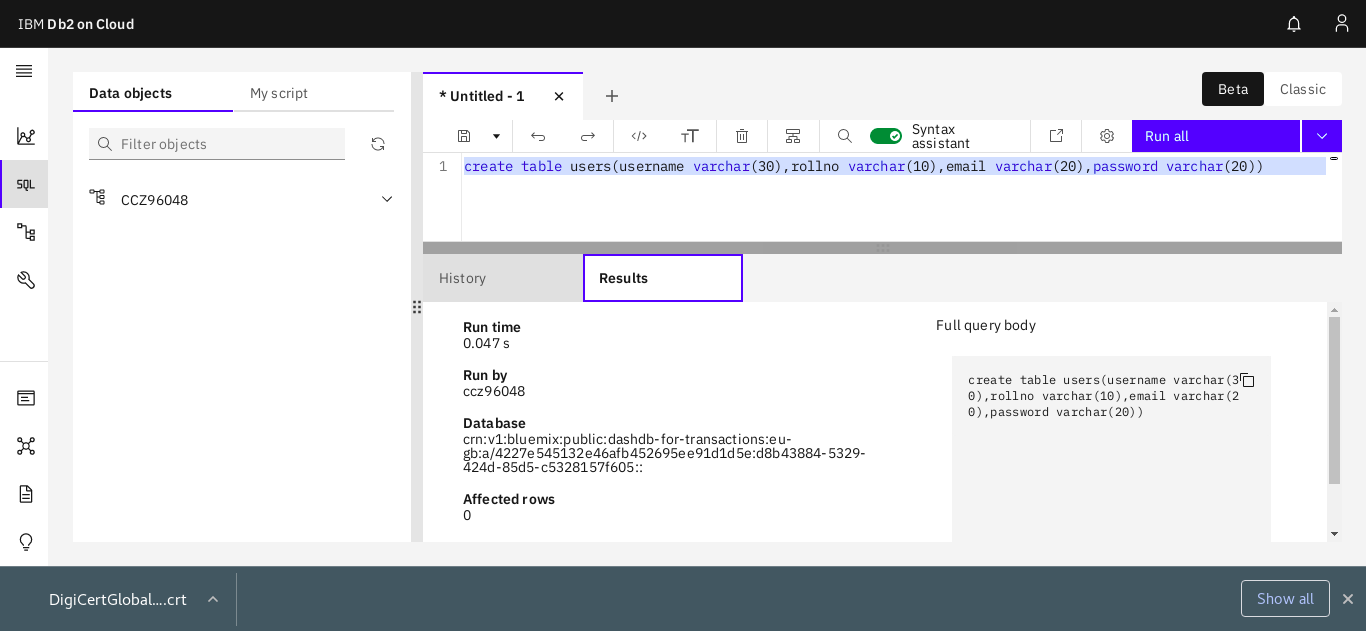 IBM Db2 on Cloud
Data objects
My script
* Untitled - 1
Beta
Classic
Filter objects
Syntax
assistant
Run all
SQL
1
create table users(username varchar(30),rollno varchar(10),email varchar(20),password varchar(20))
CCZ96048
History
Results
Run time
0.047 s
Run by
ccz96048
Database
crn:v1:bluemix:public:dashdb-for-transactions:eu-
gb:a/4227e545132e46afb452695ee91d1d5e:d8b43884-5329-
424d-85d5-c5328157f605::
Affected rows
0
Full query body
create table users(username varchar(3
0),rollno varchar(10),email varchar(2
0),password varchar(20))
DigiCertGlobal....crt
Show all